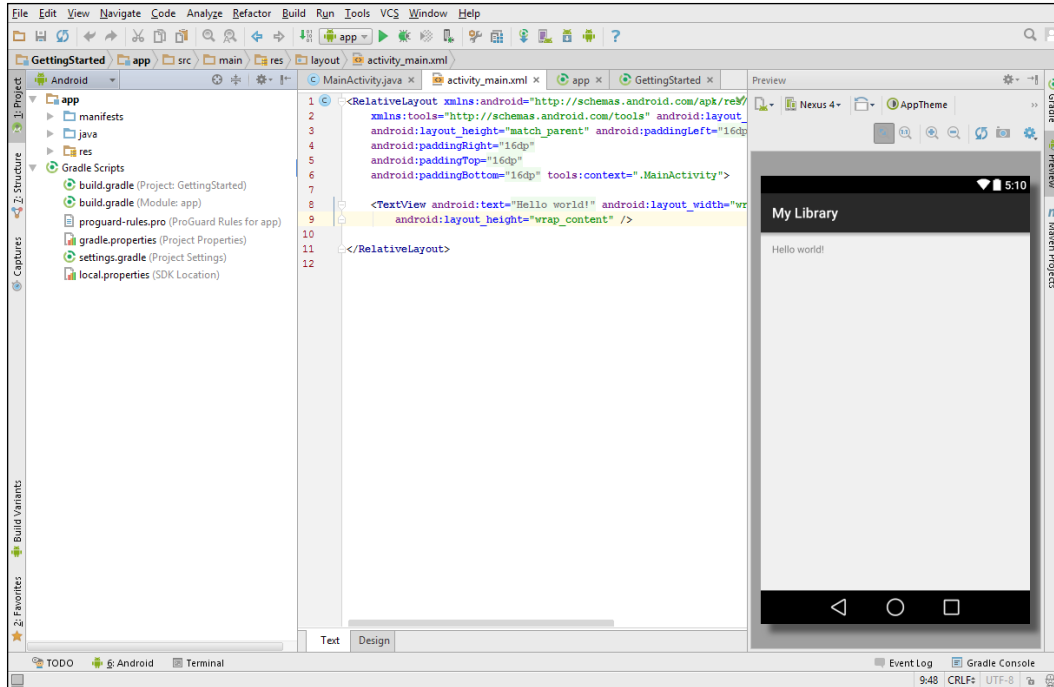 File Edit View Navigate Code Analyze Refactor Build Run Tools VCS Window Help
app
GettingStarted app src main res layout activity_main.xml
Android
MainActivity.java activity_main.xml app GettingStarted
Preview
1: Project
Z: Structure
Captures
Build Variants
2: Favorites
app
manifests
java
res
Gradle Scripts
build.gradle (Project: GettingStarted)
build.gradle (Module: app)
proguard-rules.pro (ProGuard Rules for app)
gradle.properties (Project Properties)
settings.gradle (Project Settings)
local.properties (SDK Location)
1 <RelativeLayout xmlns:android="http://schemas.android.com/apk/res/
2 xmlns:tools="http://schemas.android.com/tools" android:layout_
3 android:layout_height="match_parent" android:paddingLeft="16dp
4 android:paddingRight="16dp"
5 android:paddingTop="16dp"
6 android:paddingBottom="16dp" tools:context=".MainActivity">
7
8 <TextView android:text="Hello world!" android:layout_width="wr
9 android:layout_height="wrap_content" />
10
11 </RelativeLayout>
12
Text Design
Nexus 4 AppTheme
5:10
My Library
Hello world!
Gradle
Preview
Maven Projects
TODO 6: Android Terminal
Event Log Gradle Console
9:48 CRLF UTF-8